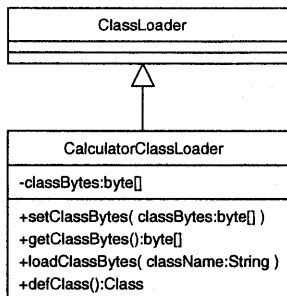 ClassLoader
CalculatorClassLoader
-classBytes:byte[]
+setClassBytes( classBytes:byte[] )
+getClassBytes():byte[]
+loadClassBytes( className:String )
+defClass():Class